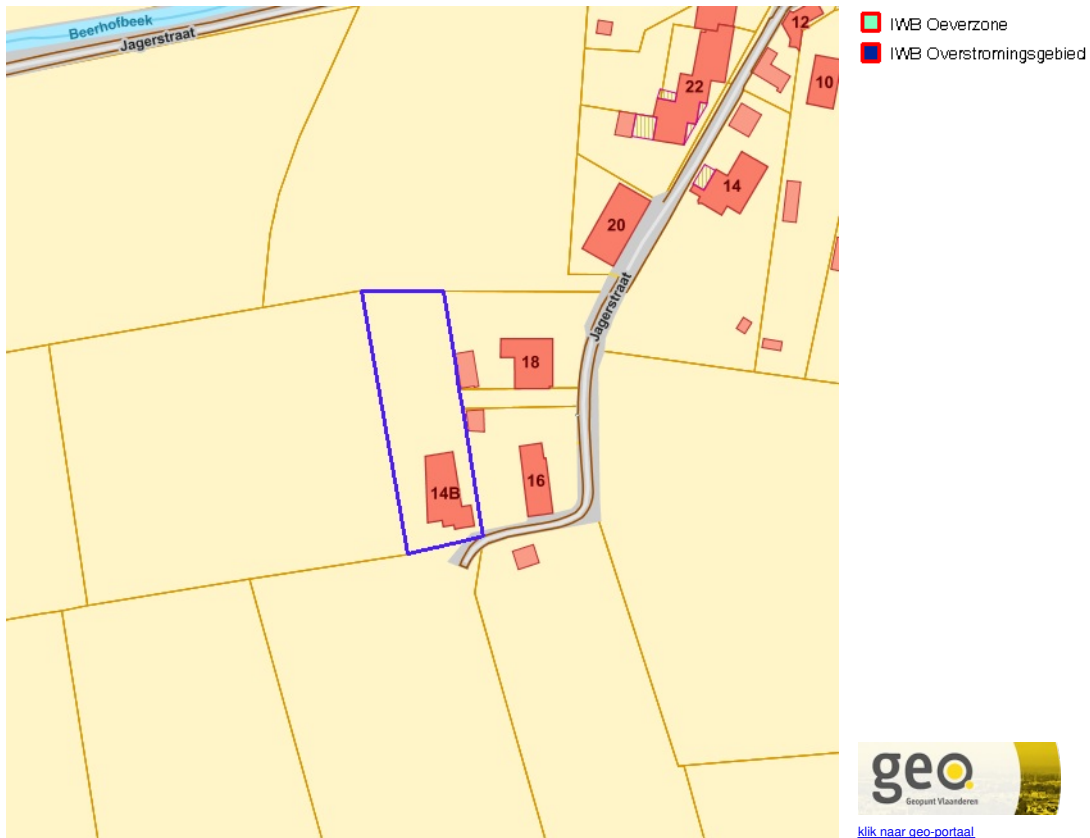 Beerhofbeek
Jagerstraat
12
22
10
14
20
Jagerstraat
18
14B
16
IWB Oeverzone
IWB Overstromingsgebied
geo.
Geopunt Vlaanderen
klik naar geo-portaal